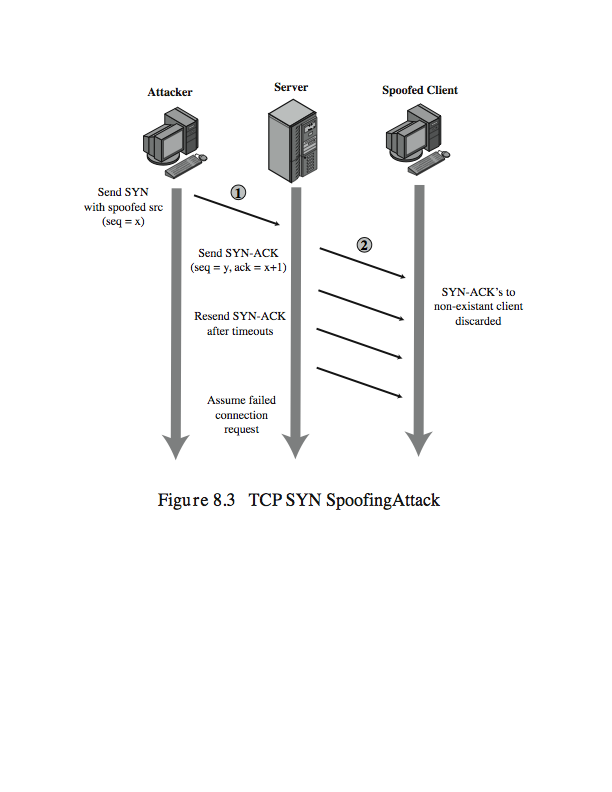 Attacker
Server
Spoofed Client
Send SYN
with spoofed src
(seq = x)
1
Send SYN-ACK
(seq = y, ack = x+1)
2
SYN-ACK's to
non-existant client
discarded
Resend SYN-ACK
after timeouts
Assume failed
connection
request
Figure 8.3 TCP SYN SpoofingAttack